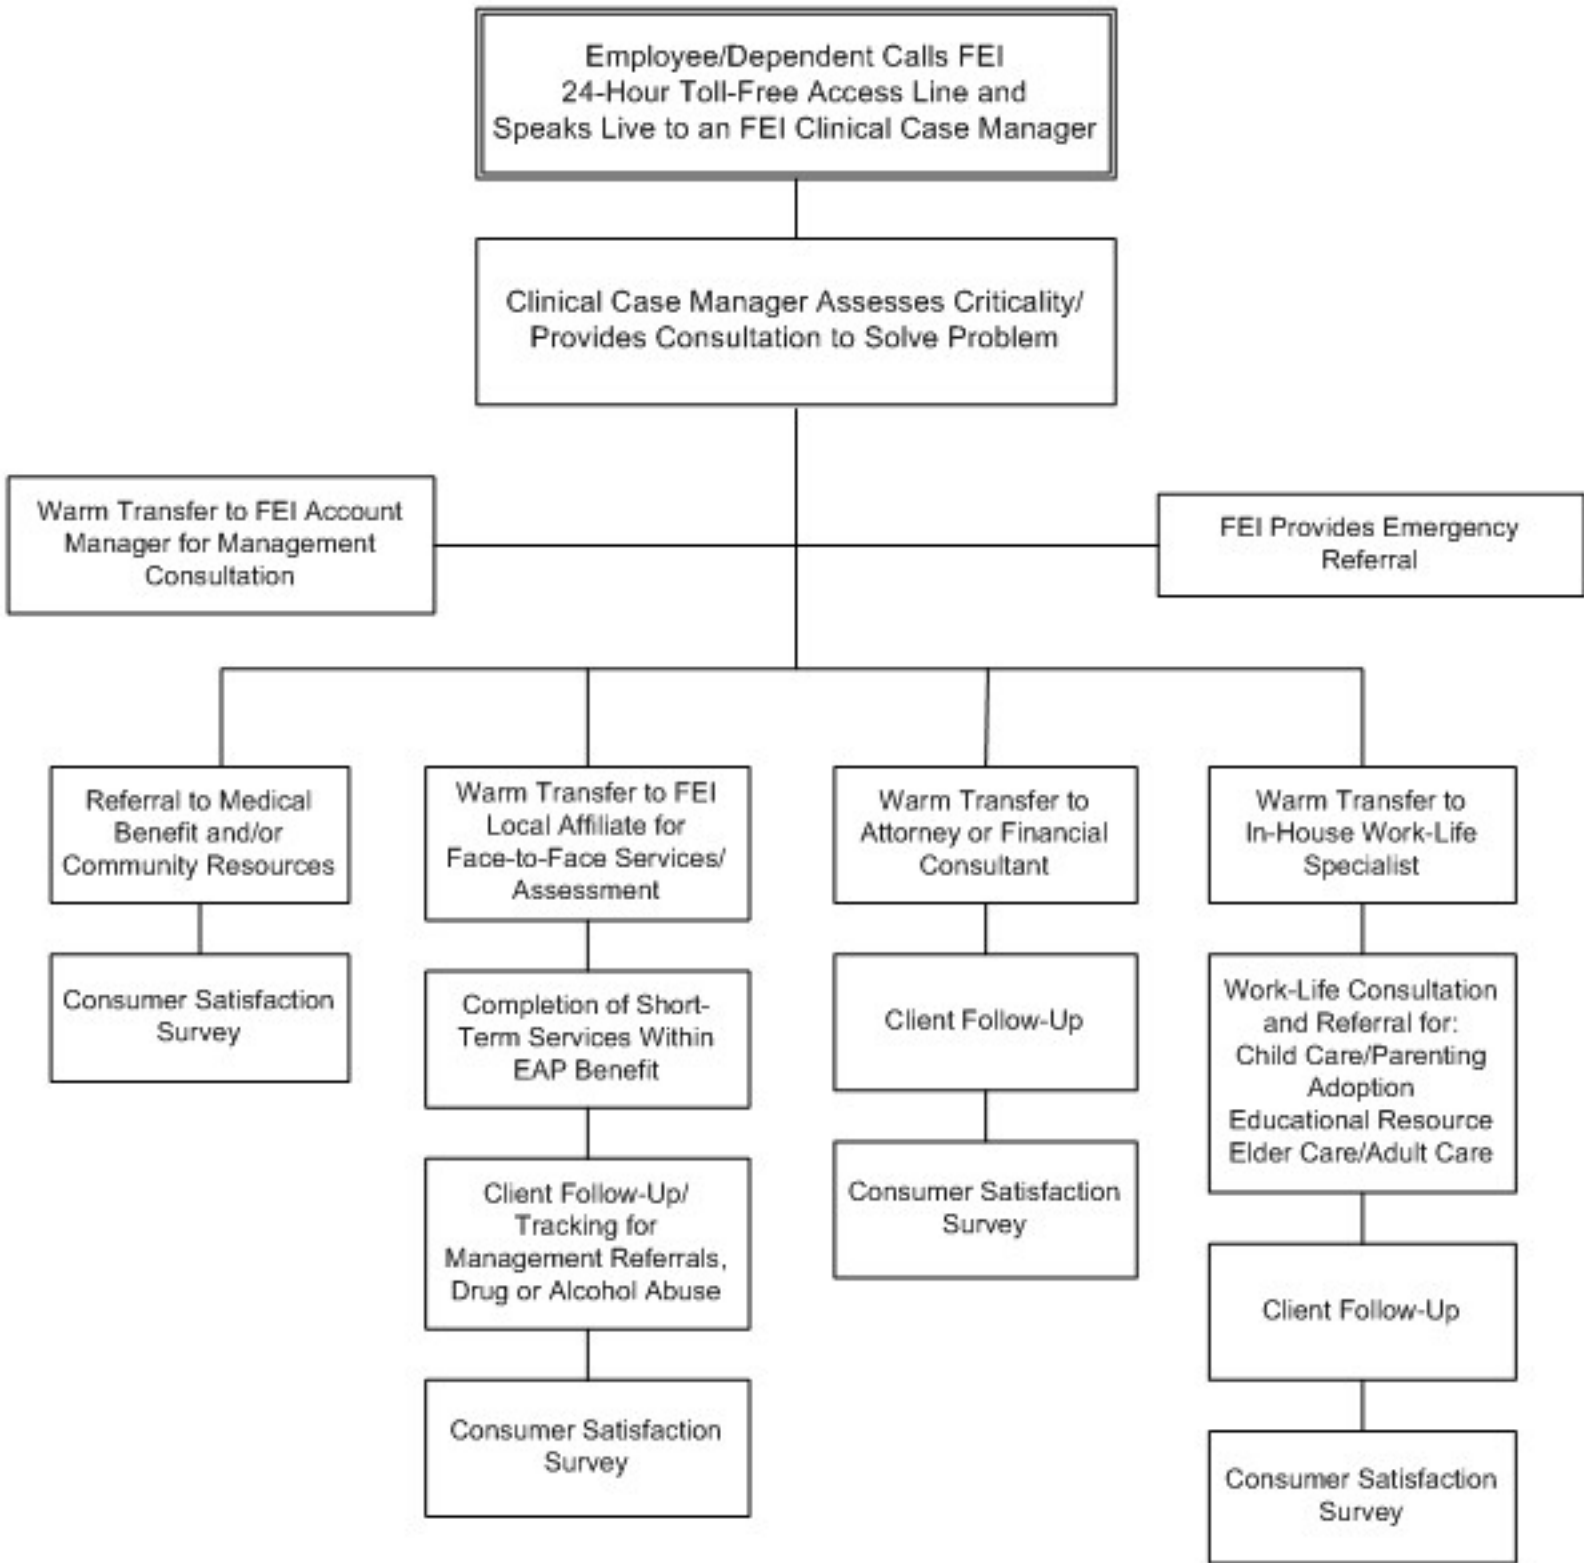 Employee/Dependent Calls FEI
24-Hour Toll-Free Access Line and
Speaks Live to an FEI Clinical Case Manager
Clinical Case Manager Assesses Criticality/
Provides Consultation to Solve Problem
Warm Transfer to FEI Account
Manager for Management
Consultation
FEI Provides Emergency
Referral
Referral to Medical
Benefit and/or
Community Resources
Consumer Satisfaction
Survey
Warm Transfer to FEI
Local Affiliate for
Face-to-Face Services/
Assessment
Completion of Short-
Term Services Within
EAP Benefit
Client Follow-Up/
Tracking for
Management Referrals,
Drug or Alcohol Abuse
Consumer Satisfaction
Survey
Warm Transfer to
Attorney or Financial
Consultant
Client Follow-Up
Consumer Satisfaction
Survey
Warm Transfer to
In-House Work-Life
Specialist
Work-Life Consultation
and Referral for:
Child Care/Parenting
Adoption
Educational Resource
Elder Care/Adult Care
Client Follow-Up
Consumer Satisfaction
Survey